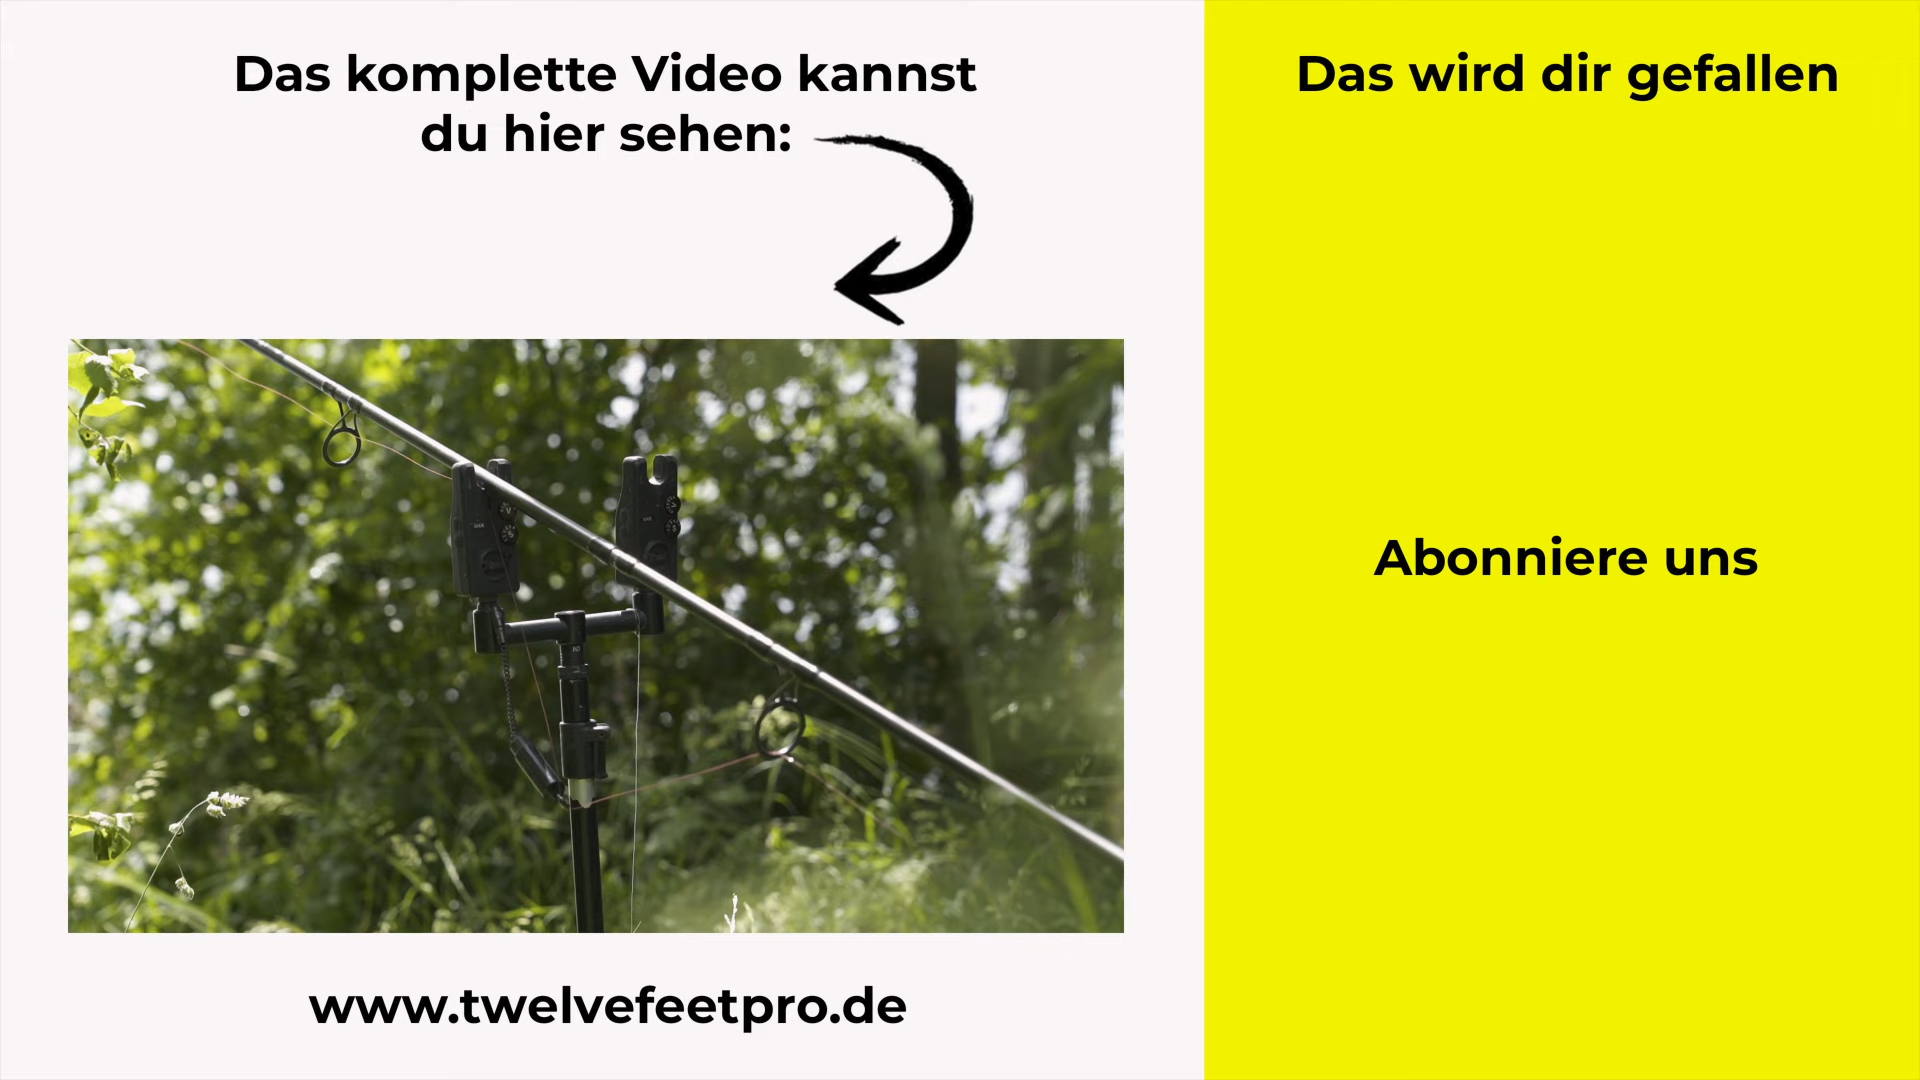 Das komplette Video kannst
du hier sehen:
www.twelvefeetpro.de
Das wird dir gefallen
Abonniere uns